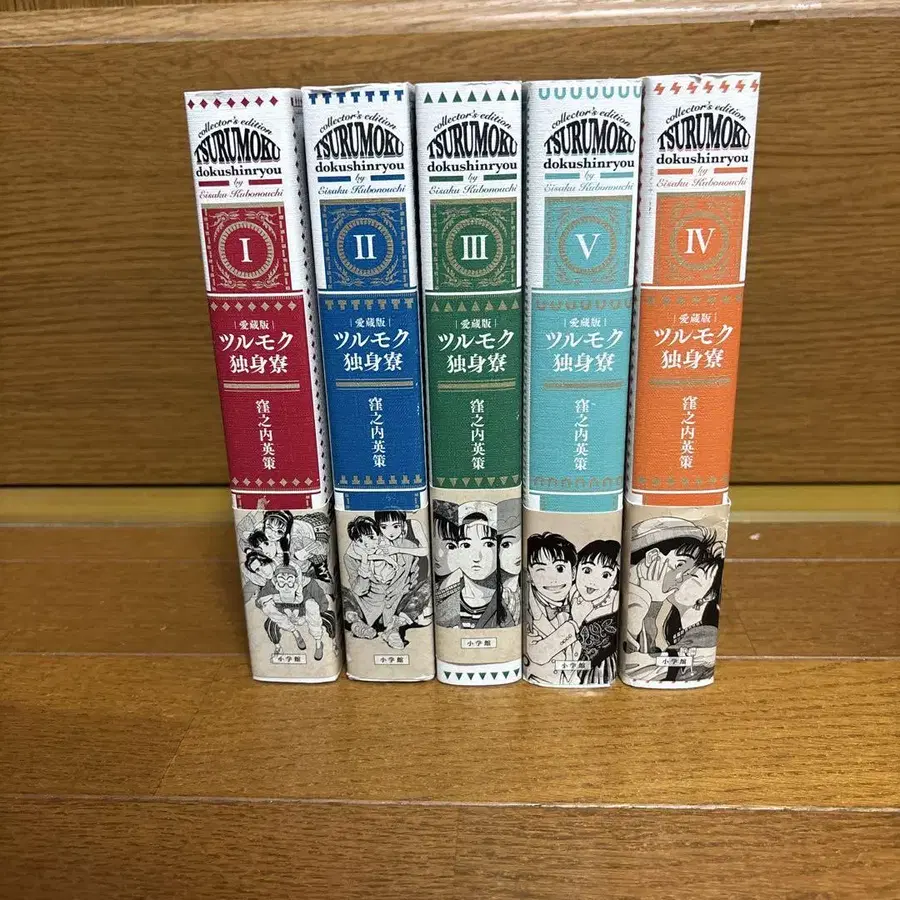 collector's edition
TSURUMOKU
dokushinryou
by
Eisaku Kubonouchi
I
愛蔵版
ツルモク
独身寮
窪之内英策
collector's edition
TSURUMOKU
dokushinryou
by
Eisaku Kubonouchi
II
愛蔵版
ツルモク
独身寮
窪之内英策
小学館
collector's edition
TSURUMOKU
dokushinryou
by
Eisaku Kubonouchi
III
愛蔵版
ツルモク
独身寮
窪之内英策
小学館
collector's edition
TSURUMOKU
dokushinryou
by
Eisaku Kubonouchi
V
愛蔵版
ツルモク
独身寮
窪之内英策
小学館
collector's edition
TSURUMOKU
dokushinryou
by
Eisaku Kubonouchi
IV
愛蔵版
ツルモク
独身寮
窪之内英策
小学館